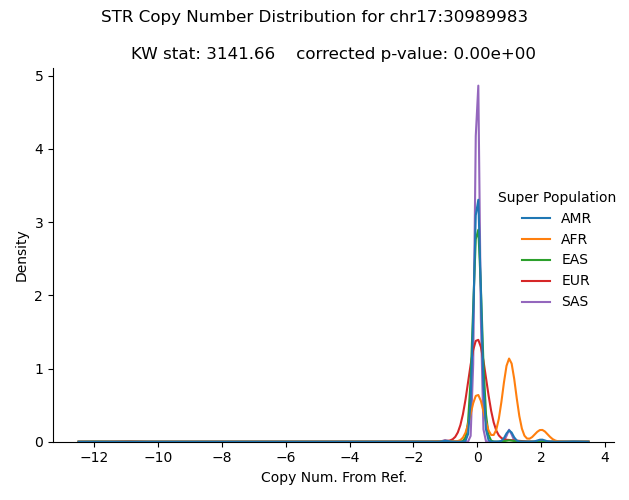 STR Copy Number Distribution for chr17:30989983
KW stat: 3141.66    corrected p-value: 0.00e+00
5
4
3
2
1
0
Density
Super Population
AMR
AFR
EAS
EUR
SAS
−12 −10 −8 −6 −4 −2 0 2 4
Copy Num. From Ref.